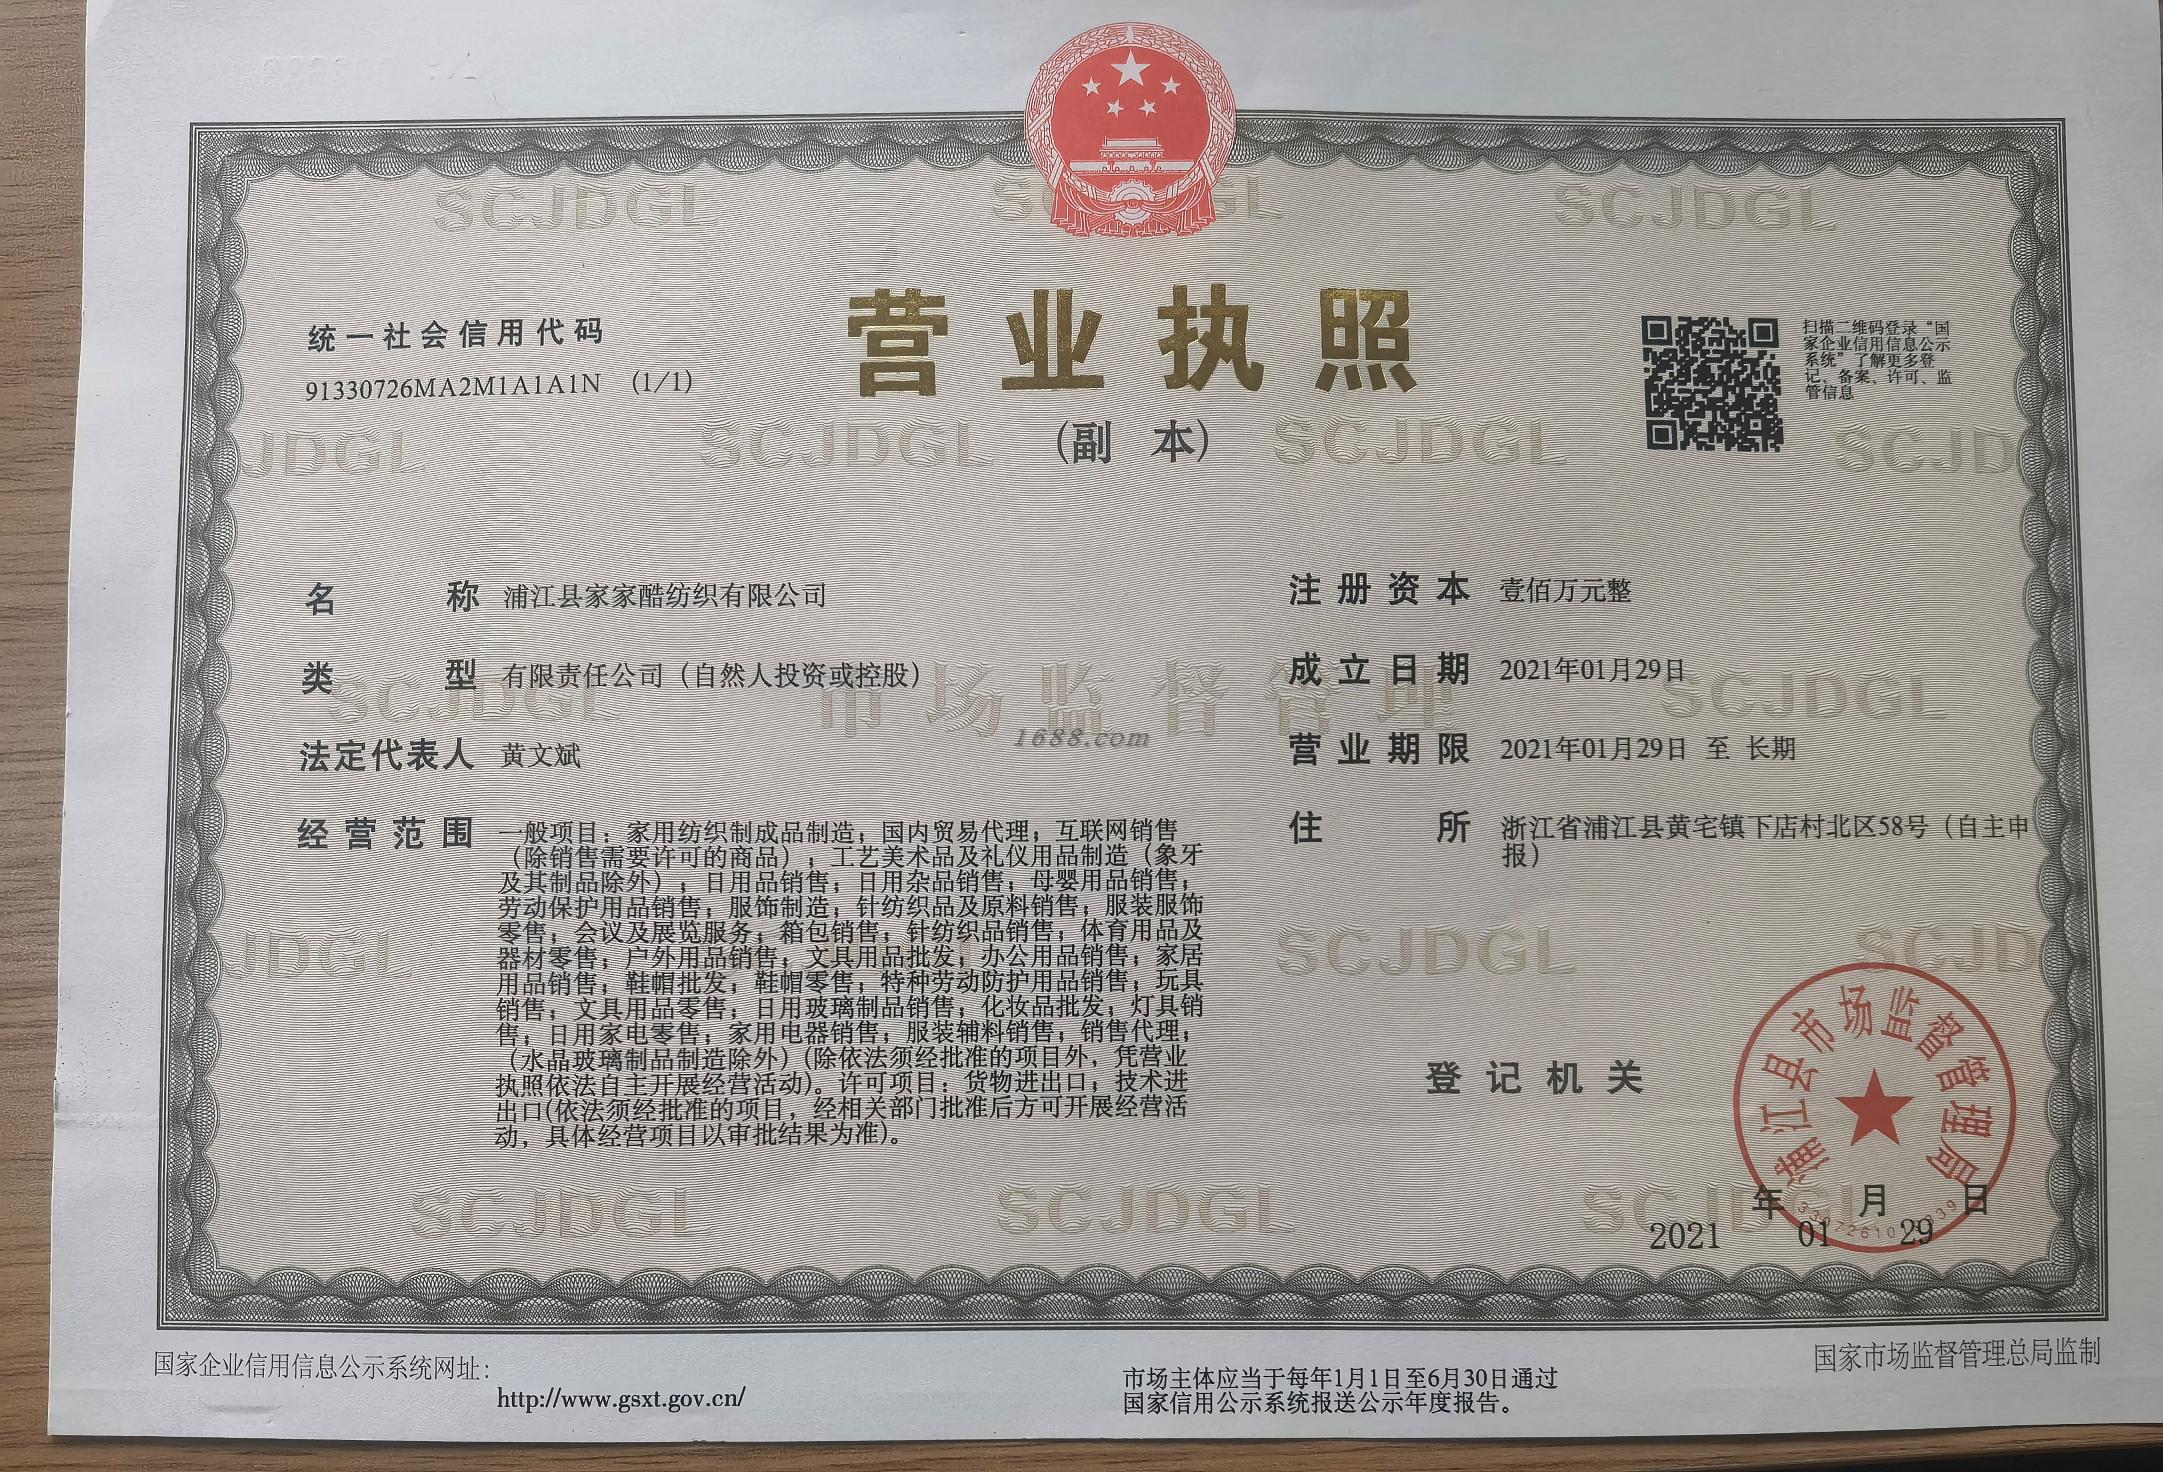 营业执照
(副 本)
统一社会信用代码
91330726MA2M1A1A1N (1/1)
扫描二维码登录“国
家企业信用信息公示
系统”了解更多登
记、备案、许可、监
管信息
名 称 浦江县家家酷纺织有限公司
类 型 有限责任公司（自然人投资或控股）
法定代表人 黄文斌
经营范围 一般项目：家用纺织制成品制造；国内贸易代理；互联网销售
（除销售需要许可的商品）；工艺美术品及礼仪用品制造（象牙
及其制品除外）；日用品销售；日用杂品销售；母婴用品销售；
劳动保护用品销售；服饰制造；针纺织品及原料销售；服装服饰
零售；会议及展览服务；箱包销售；针纺织品销售；体育用品及
器材零售；户外用品销售；文具用品批发；办公用品销售；家居
用品销售；鞋帽批发；鞋帽零售；特种劳动防护用品销售；玩具
销售；文具用品零售；日用玻璃制品销售；化妆品批发；灯具销
售；日用家电零售；家用电器销售；服装辅料销售；销售代理；
（水晶玻璃制品制造除外）(除依法须经批准的项目外，凭营业
执照依法自主开展经营活动)。许可项目：货物进出口；技术进
出口(依法须经批准的项目，经相关部门批准后方可开展经营活
动，具体经营项目以审批结果为准)。
注册资本 壹佰万元整
成立日期 2021年01月29日
营业期限 2021年01月29日 至 长期
住 所 浙江省浦江县黄宅镇下店村北区58号（自主申
报）
登记机关
浦江县市场监督管理局
年 月 日
2021 01 29
市场监督管理
1688.com
SCJDGL
国家企业信用信息公示系统网址：
http://www.gsxt.gov.cn/
市场主体应当于每年1月1日至6月30日通过
国家信用公示系统报送公示年度报告。
国家市场监督管理总局监制